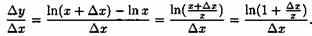 Δy/Δx = (ln(x + Δx) − ln x)/Δx = ln((x+Δx)/x)/Δx = ln(1 + Δx/x)/Δx.